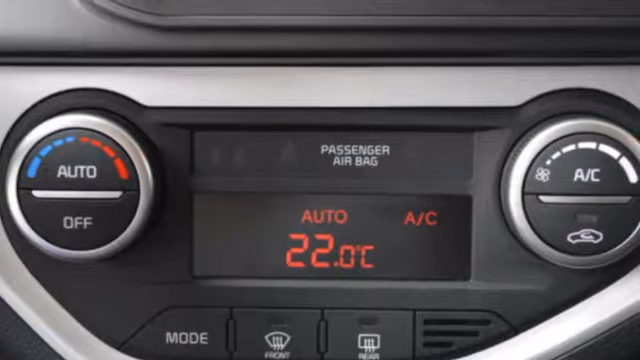 PASSENGER
AIR BAG
AUTO
OFF
AUTO A/C
22.0°C
A/C
MODE
FRONT
REAR